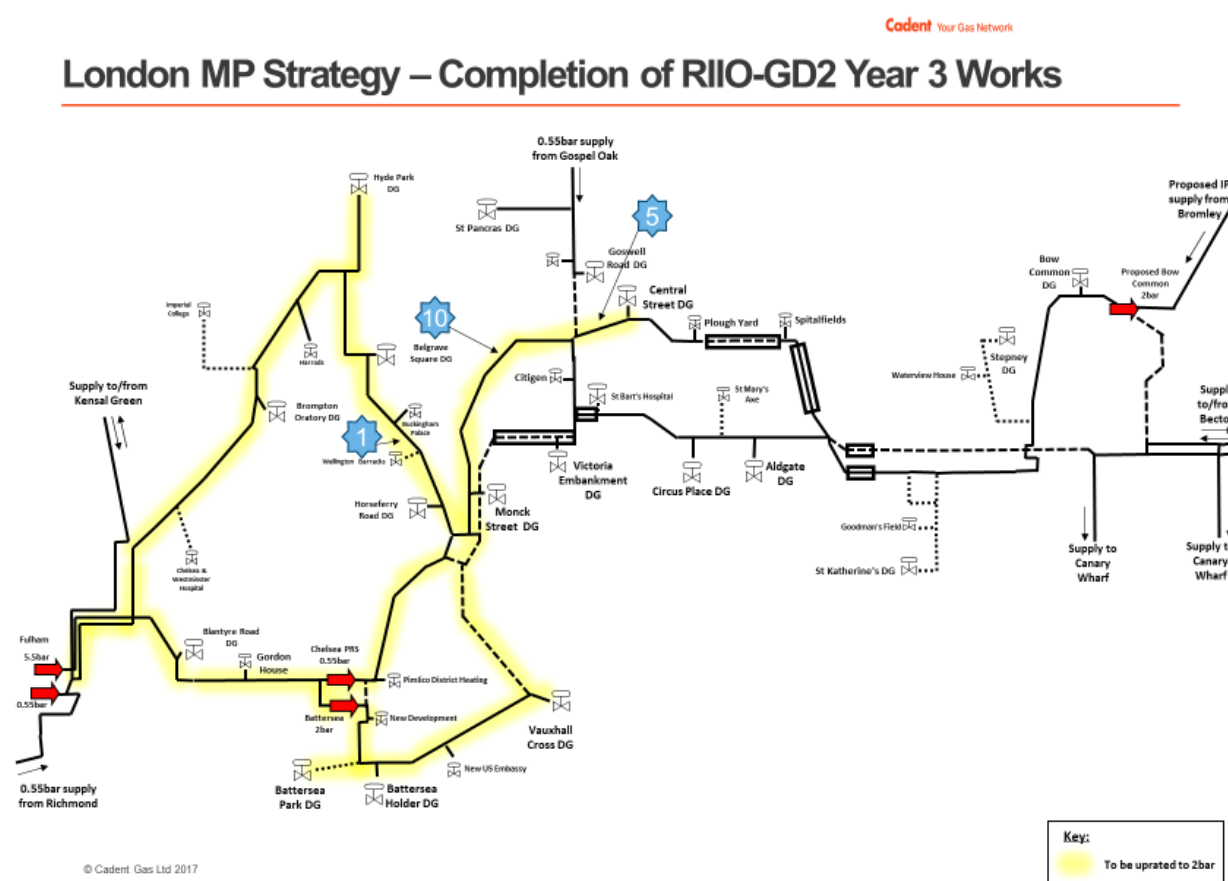 Cadent Your Gas Network
London MP Strategy – Completion of RIIO-GD2 Year 3 Works
0.55bar supply
from Gospel Oak
Hyde Park
DG
St Pancras DG
5
Goswell
Road DG
Proposed IP
supply from
Bromley
Bow
Common
DG
Proposed Bow
Common
2bar
Central
Street DG
Imperial
College
10
Belgrave
Square DG
Plough Yard
Spitalfields
Harrods
Stepney
DG
Waterview House
Supply to/from
Kensal Green
Citigen
St Bart's Hospital
St Mary's
Axe
Suppl
to/fro
Becto
Brompton
Oratory DG
Buckingham
Palace
1
Wellington Barracks
Victoria
Embankment
DG
Circus Place DG
Aldgate
DG
Horseferry
Road DG
Monck
Street DG
Goodman's Field
St Katherine's DG
Supply to
Canary
Wharf
Supply t
Canary
Wharf
Chelsea &
Westminster
Hospital
Fulham
5.5bar
0.55bar
Blantyre Road
DG
Gordon
House
Chelsea PRS
0.55bar
Pimlico District Heating
Battersea
2bar
New Development
Vauxhall
Cross DG
New US Embassy
Battersea
Park DG
Battersea
Holder DG
0.55bar supply
from Richmond
Key:
To be uprated to 2bar
© Cadent Gas Ltd 2017